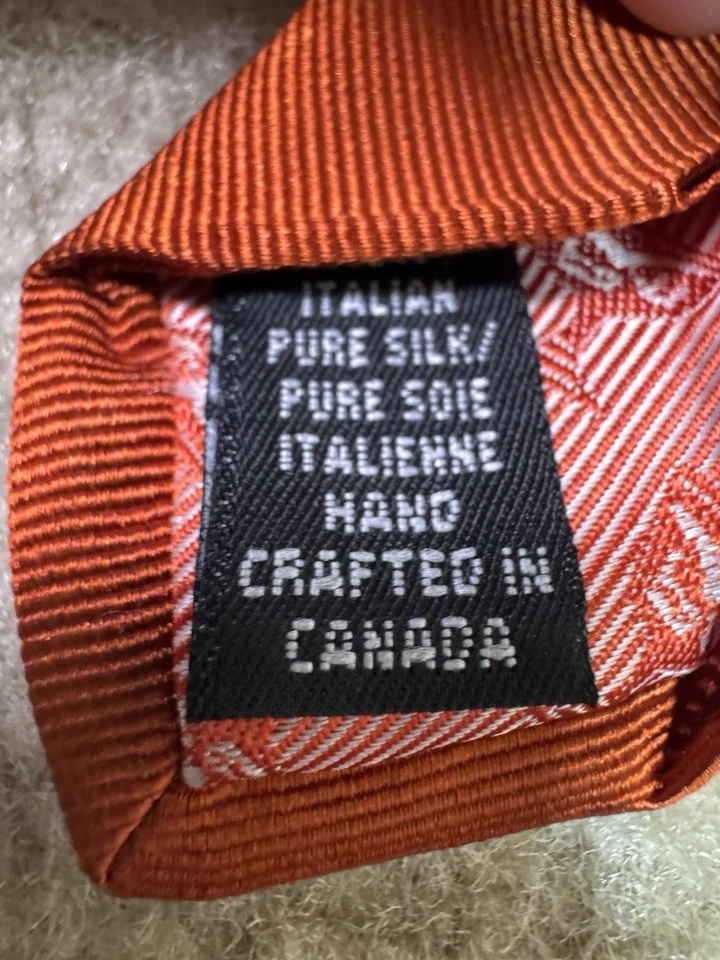 ITALIAN
PURE SILK/
PURE SOIE
ITALIENNE
HAND
CRAFTED IN
CANADA